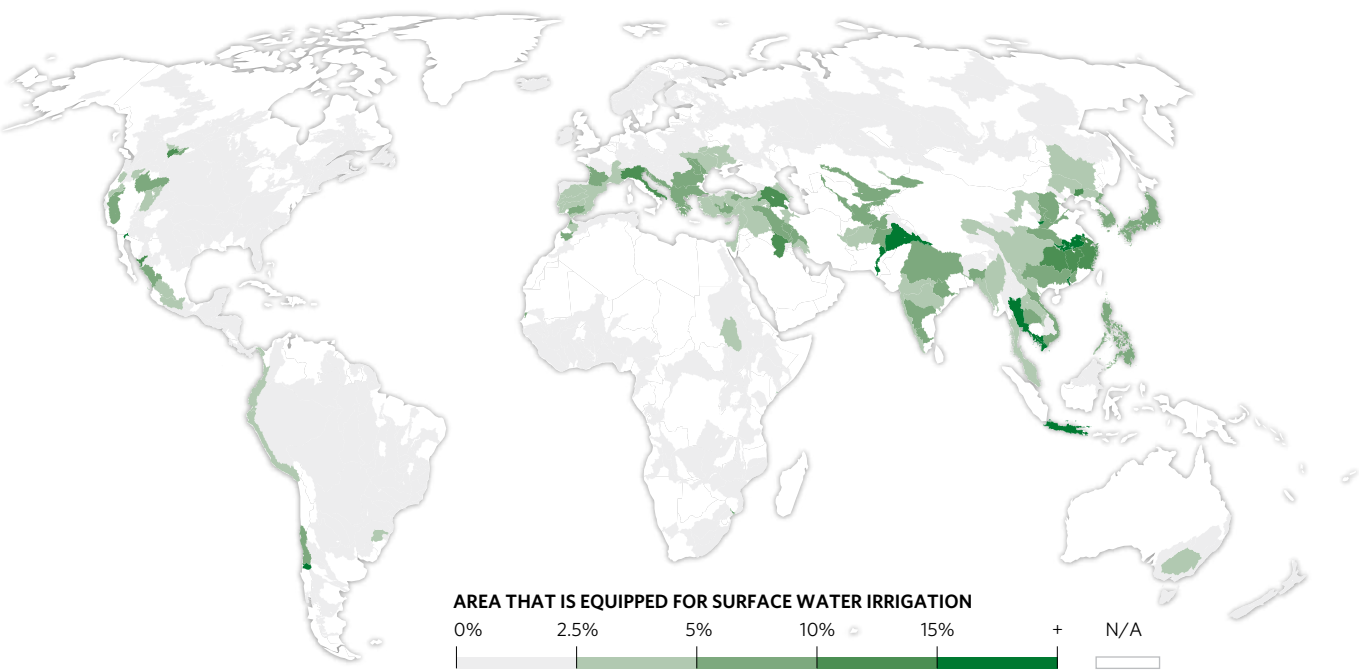 AREA THAT IS EQUIPPED FOR SURFACE WATER IRRIGATION
0% 2.5% 5% 10% 15% + N/A